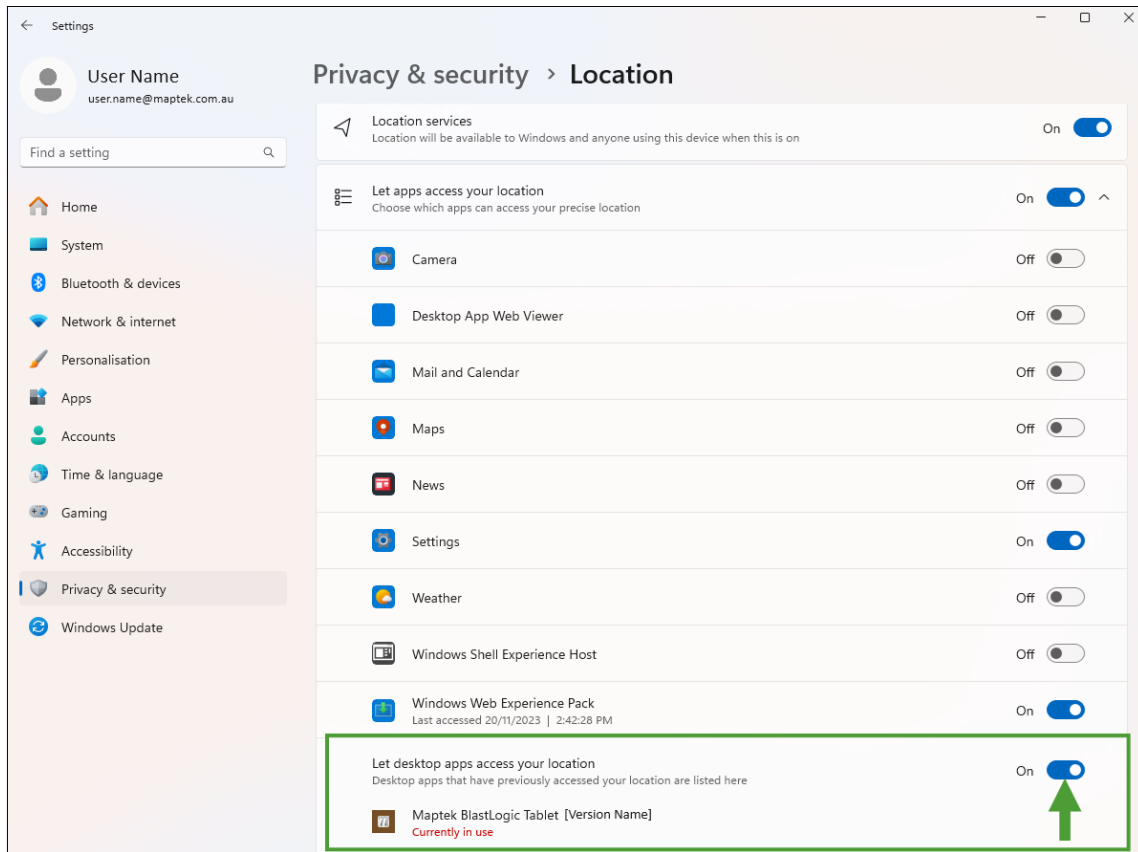 Settings
User Name
user.name@maptek.com.au
Find a setting
Home
System
Bluetooth & devices
Network & internet
Personalisation
Apps
Accounts
Time & language
Gaming
Accessibility
Privacy & security
Windows Update
Privacy & security > Location
Location services
Location will be available to Windows and anyone using this device when this is on
On
Let apps access your location
Choose which apps can access your precise location
On
Camera
Off
Desktop App Web Viewer
Off
Mail and Calendar
Off
Maps
Off
News
Off
Settings
On
Weather
Off
Windows Shell Experience Host
Off
Windows Web Experience Pack
Last accessed 20/11/2023 | 2:42:28 PM
On
Let desktop apps access your location
Desktop apps that have previously accessed your location are listed here
On
Maptek BlastLogic Tablet [Version Name]
Currently in use